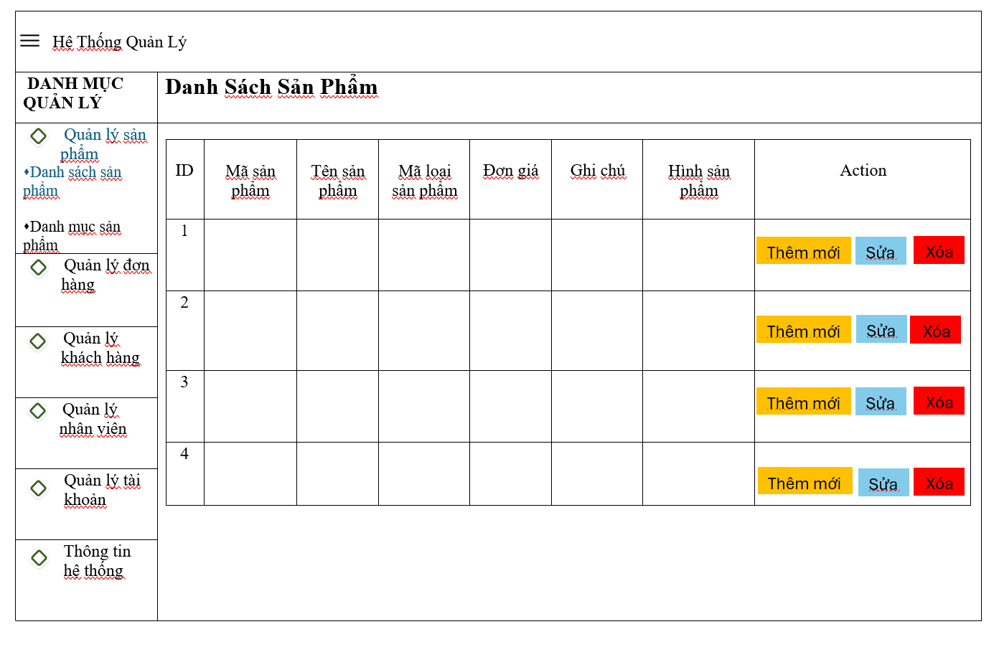 Hệ Thống Quản Lý
DANH MỤC
QUẢN LÝ
Danh Sách Sản Phẩm
Quản lý sản
phẩm
♦Danh sách sản
phẩm
♦Danh mục sản
phẩm
Quản lý đơn
hàng
Quản lý
khách hàng
Quản lý
nhân viên
Quản lý tài
khoản
Thông tin
hệ thống
ID
Mã sản
phẩm
Tên sản
phẩm
Mã loại
sản phẩm
Đơn giá
Ghi chú
Hình sản
phẩm
Action
1
Thêm mới
Sửa
Xóa
2
Thêm mới
Sửa
Xóa
3
Thêm mới
Sửa
Xóa
4
Thêm mới
Sửa
Xóa